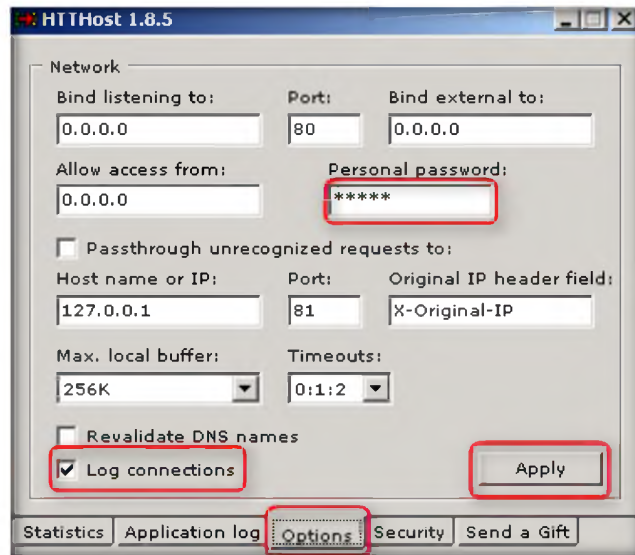 HTTHost 1.8.5
Network
Bind listening to: Port: Bind external to:
0.0.0.0 80 0.0.0.0
Allow access from: Personal password:
0.0.0.0 *****
Passthrough unrecognized requests to:
Host name or IP: Port: Original IP header field:
127.0.0.1 81 X-Original-IP
Max. local buffer: Timeouts:
256K 0:1:2
Revalidate DNS names
Log connections Apply
Statistics Application log Options Security Send a Gift